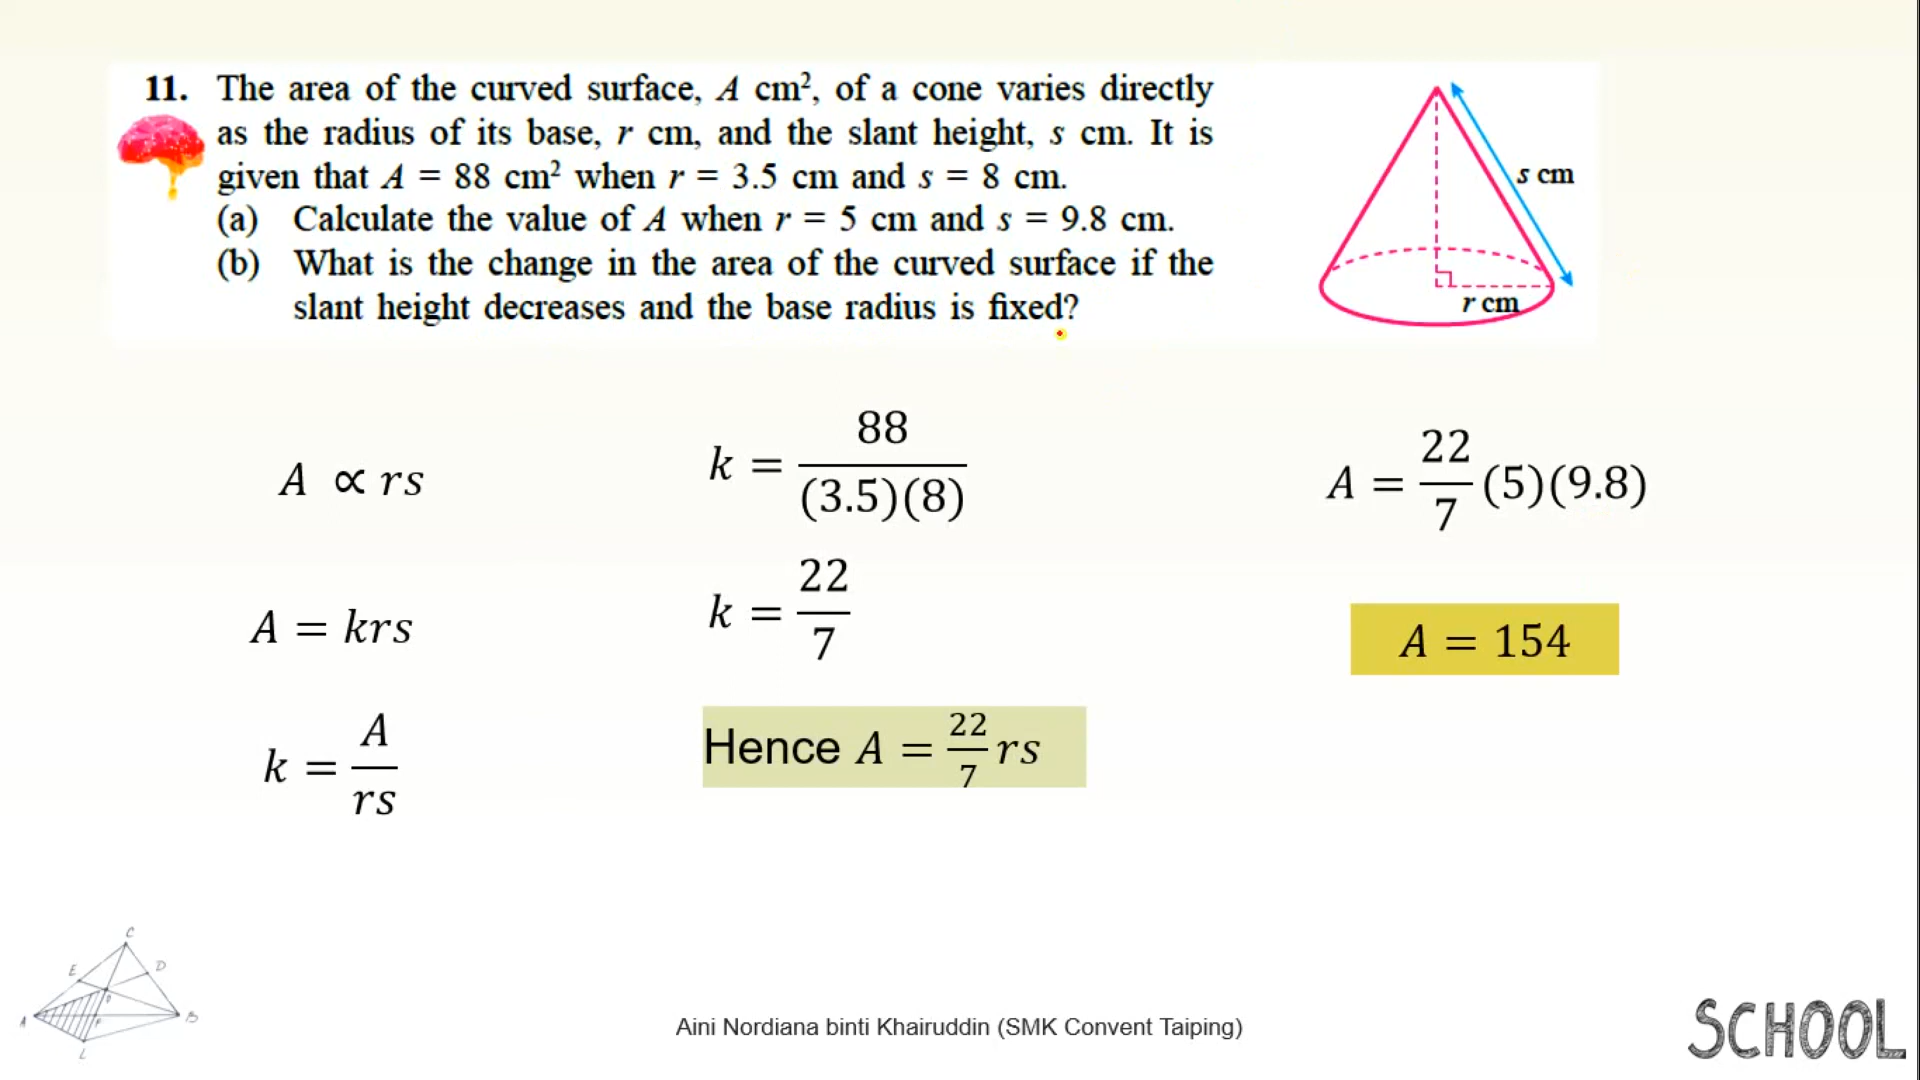 11. The area of the curved surface, A cm², of a cone varies directly
as the radius of its base, r cm, and the slant height, s cm. It is
given that A = 88 cm² when r = 3.5 cm and s = 8 cm.
(a) Calculate the value of A when r = 5 cm and s = 9.8 cm.
(b) What is the change in the area of the curved surface if the
slant height decreases and the base radius is fixed?
s cm
r cm
A ∝ rs
A = krs
k = A/rs
k = 88/(3.5)(8)
k = 22/7
Hence A = 22/7 rs
A = 22/7 (5)(9.8)
A = 154
C
E
D
A
B
L
Aini Nordiana binti Khairuddin (SMK Convent Taiping)
SCHOOL